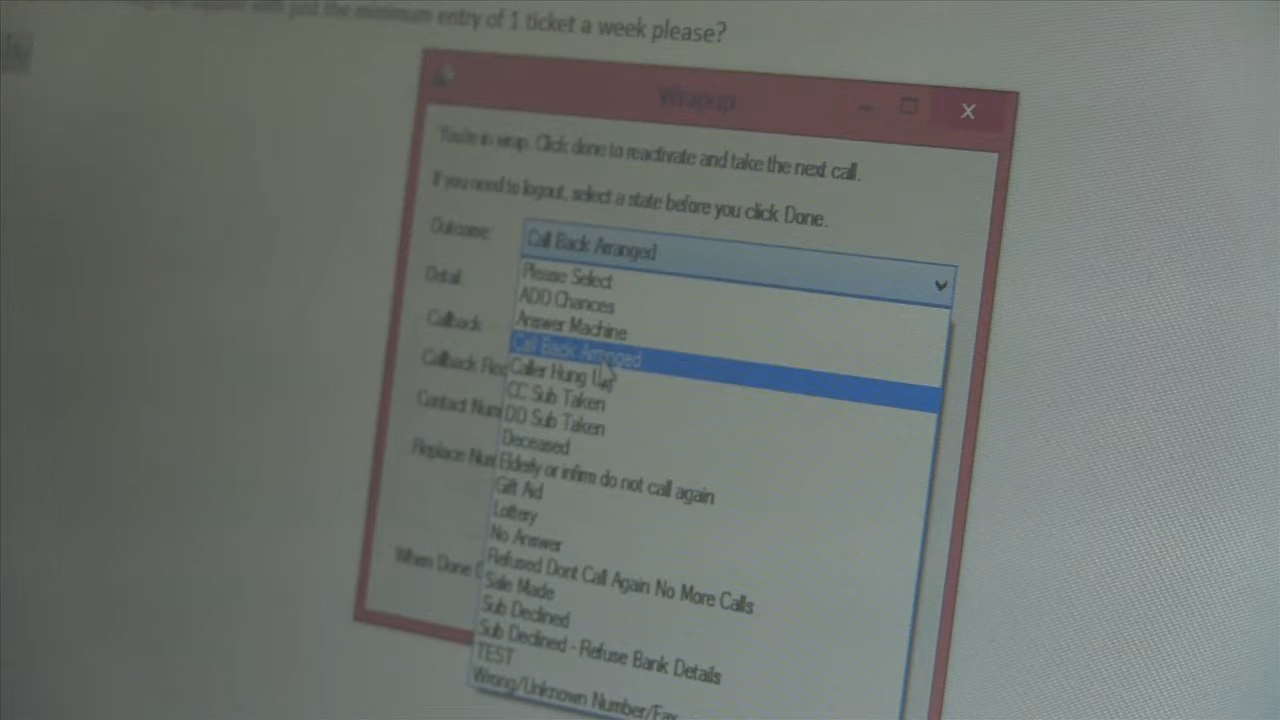 with just the minimum entry of 1 ticket a week please?
Wrapup
You're in wrap. Click done to reactivate and take the next call.
If you need to logout, select a state before you click Done.
Outcome: Call Back Arranged
Detail:
Callback:
Callback
Contact
Replace
When Done
Please Select
ADD Chances
Answer Machine
Call Back Arranged
Caller Hung Up
CC Sub Taken
DD Sub Taken
Deceased
Elderly or infirm do not call again
Gift Aid
Lottery
No Answer
Refused Dont Call Again No More Calls
Sale Made
Sub Declined
Sub Declined - Refuse Bank Details
TEST
Wrong/Unknown Number/Fax